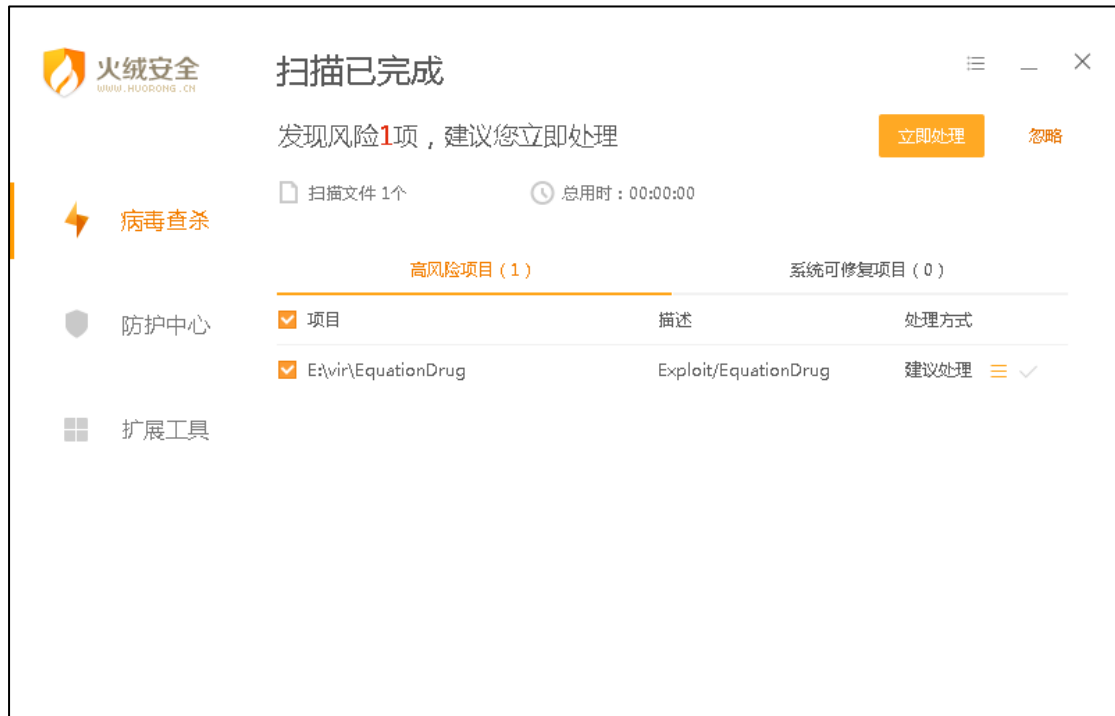 火绒安全
WWW.HUORONG.CN
扫描已完成
发现风险1项，建议您立即处理
立即处理
忽略
扫描文件 1个
总用时：00:00:00
病毒查杀
防护中心
扩展工具
高风险项目（1）
系统可修复项目（0）
项目 描述 处理方式
E:\vir\EquationDrug Exploit/EquationDrug 建议处理